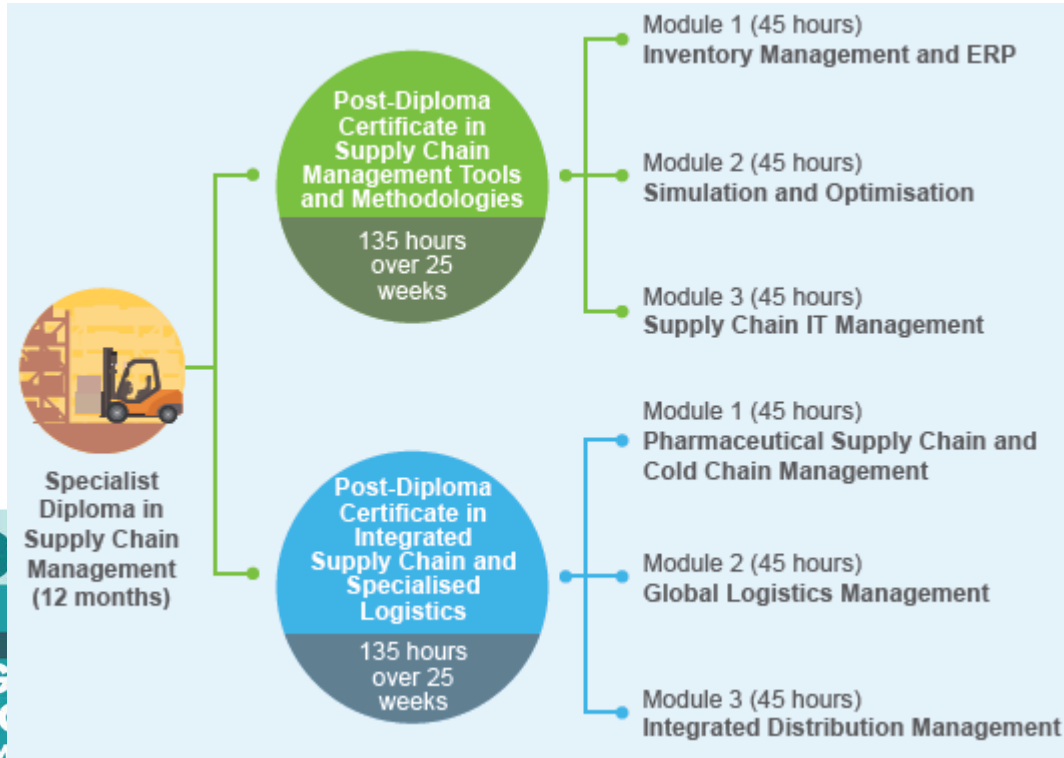 Post-Diploma
Certificate in
Supply Chain
Management Tools
and Methodologies
135 hours
over 25
weeks
Module 1 (45 hours)
Inventory Management and ERP
Module 2 (45 hours)
Simulation and Optimisation
Module 3 (45 hours)
Supply Chain IT Management
Specialist
Diploma in
Supply Chain
Management
(12 months)
Post-Diploma
Certificate in
Integrated
Supply Chain and
Specialised
Logistics
135 hours
over 25
weeks
Module 1 (45 hours)
Pharmaceutical Supply Chain and
Cold Chain Management
Module 2 (45 hours)
Global Logistics Management
Module 3 (45 hours)
Integrated Distribution Management